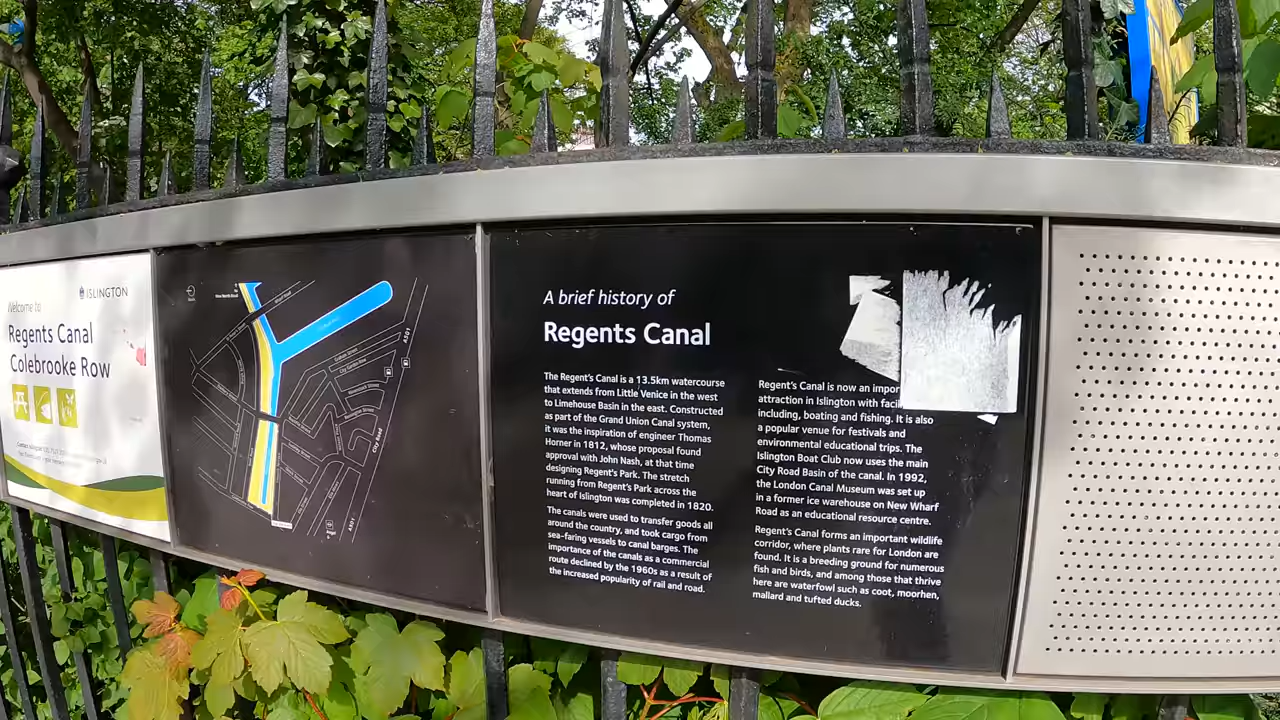 Welcome to
ISLINGTON
Regents Canal
Colebrooke Row
A brief history of
Regents Canal
The Regent's Canal is a 13.5km watercourse
that extends from Little Venice in the west
to Limehouse Basin in the east. Constructed
as part of the Grand Union Canal system,
it was the inspiration of engineer Thomas
Horner in 1812, whose proposal found
approval with John Nash, at that time
designing Regent's Park. The stretch
running from Regent's Park across the
heart of Islington was completed in 1820.
The canals were used to transfer goods all
around the country, and took cargo from
sea-faring vessels to canal barges. The
importance of the canals as a commercial
route declined by the 1960s as a result of
the increased popularity of rail and road.
Regent's Canal is now an impor
attraction in Islington with facil
including, boating and fishing. It is also
a popular venue for festivals and
environmental educational trips. The
Islington Boat Club now uses the main
City Road Basin of the canal. In 1992,
the London Canal Museum was set up
in a former ice warehouse on New Wharf
Road as an educational resource centre.
Regent's Canal forms an important wildlife
corridor, where plants rare for London are
found. It is a breeding ground for numerous
fish and birds, and among those that thrive
here are waterfowl such as coot, moorhen,
mallard and tufted ducks.
Wharf Road
A501
Graham Street
City Garden Row
City Road
A501
Angel